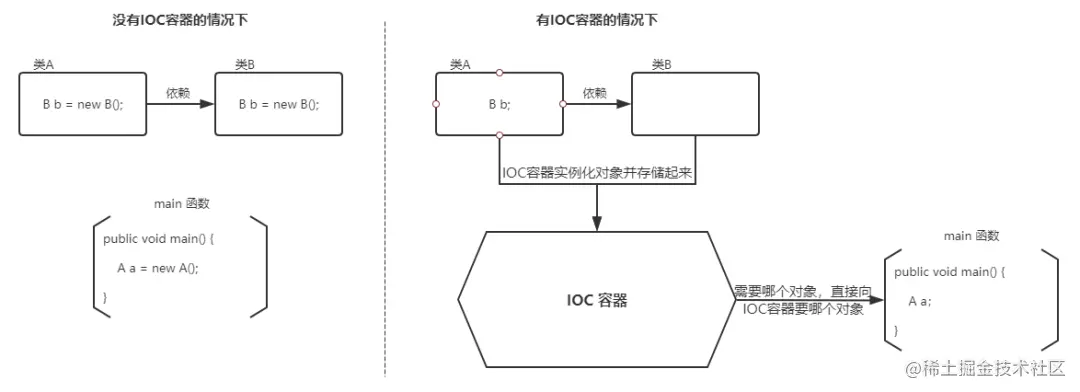 没有IOC容器的情况下
类A
类B
B b = new B();
依赖
B b = new B();
main 函数
public void main() {
A a = new A();
}
有IOC容器的情况下
类A
类B
B b;
依赖
IOC容器实例化对象并存储起来
IOC 容器
需要哪个对象，直接向
IOC容器要哪个对象
main 函数
public void main() {
A a;
}
@稀土掘金技术社区